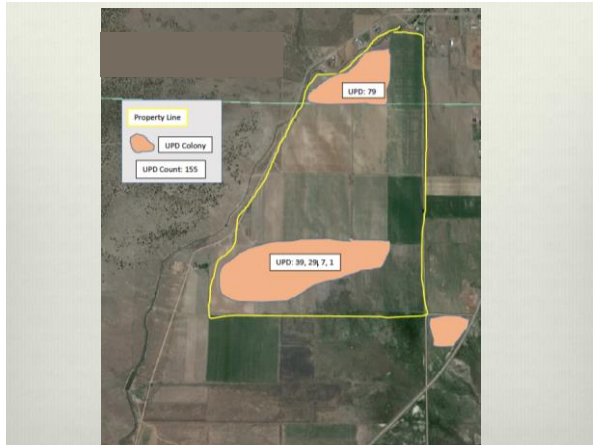 UPD: 79
Property Line
UPD Colony
UPD Count: 155
UPD: 39, 29, 7, 1